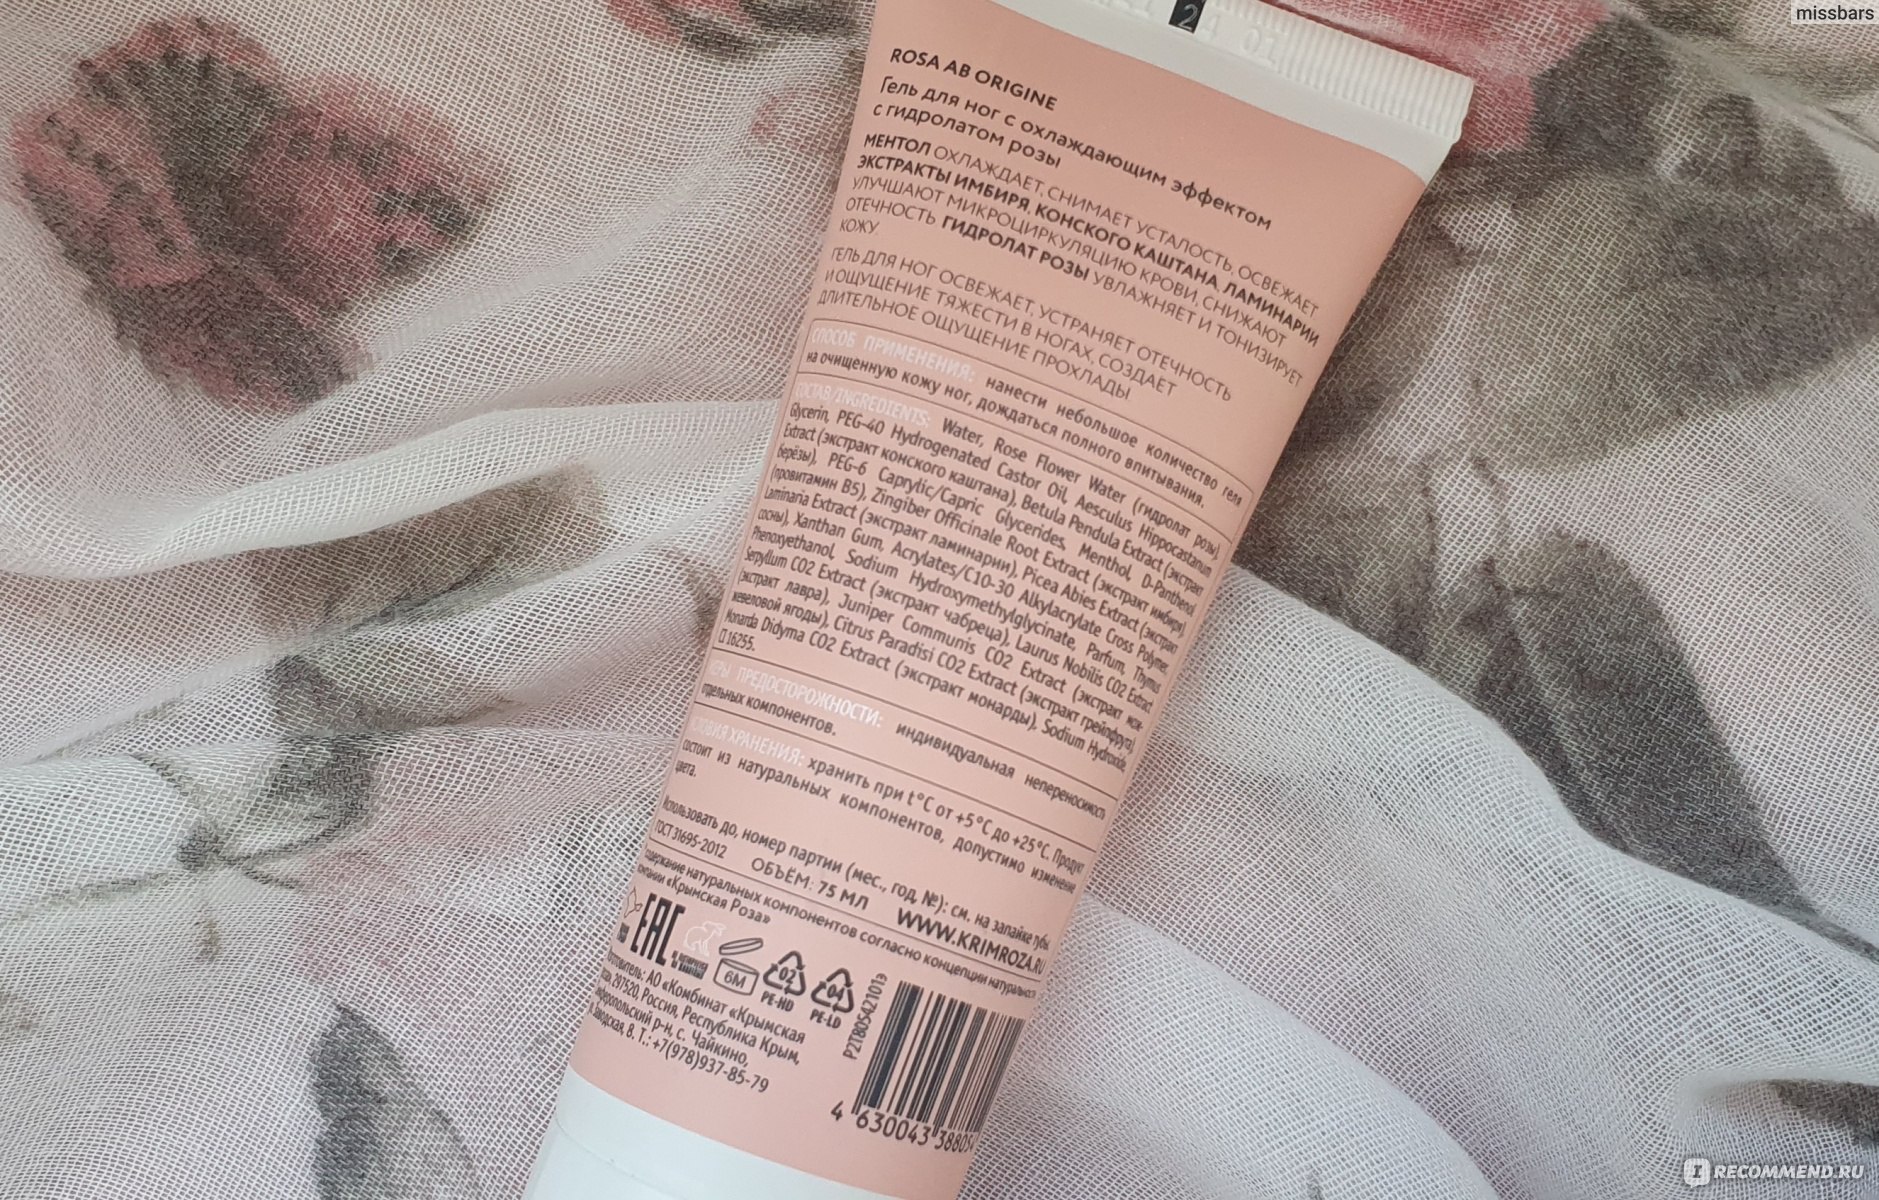 missbars
2
01
ROSA AB ORIGINE
Гель для ног с охлаждающим эффектом
с гидролатом розы
МЕНТОЛ ОХЛАЖДАЕТ, СНИМАЕТ УСТАЛОСТЬ, ОСВЕЖАЕТ
ЭКСТРАКТЫ ИМБИРЯ, КОНСКОГО КАШТАНА, ЛАМИНАРИИ
УЛУЧШАЮТ МИКРОЦИРКУЛЯЦИЮ КРОВИ, СНИЖАЮТ
ОТЕЧНОСТЬ ГИДРОЛАТ РОЗЫ УВЛАЖНЯЕТ И ТОНИЗИРУЕТ
КОЖУ
ГЕЛЬ ДЛЯ НОГ ОСВЕЖАЕТ, УСТРАНЯЕТ ОТЕЧНОСТЬ
И ОЩУЩЕНИЕ ТЯЖЕСТИ В НОГАХ, СОЗДАЕТ
ДЛИТЕЛЬНОЕ ОЩУЩЕНИЕ ПРОХЛАДЫ
СПОСОБ ПРИМЕНЕНИЯ: нанести небольшое количество геля
на очищенную кожу ног, дождаться полного впитывания.
СОСТАВ/INGREDIENTS: Water, Rose Flower Water (гидролат розы),
Glycerin, PEG-40 Hydrogenated Castor Oil, Aesculus Hippocastanum
Extract (экстракт конского каштана), Betula Pendula Extract (экстракт
берёзы), PEG-6 Caprylic/Capric Glycerides, Menthol, D-Panthenol
(провитамин B5), Zingiber Officinale Root Extract (экстракт имбиря),
Laminaria Extract (экстракт ламинарии), Picea Abies Extract (экстракт
сосны), Xanthan Gum, Acrylates/C10-30 Alkylacrylate Cross Polymer,
Phenoxyethanol, Sodium Hydroxymethylglycinate, Parfum, Thymus
Serpyllum CO2 Extract (экстракт чабреца), Laurus Nobilis CO2 Extract
(экстракт лавра), Juniper Communis CO2 Extract (экстракт мож-
жевеловой ягоды), Citrus Paradisi CO2 Extract (экстракт грейпфрута),
Monarda Didyma CO2 Extract (экстракт монарды), Sodium Hydroxide,
CI 16255.
МЕРЫ ПРЕДОСТОРОЖНОСТИ: индивидуальная непереносимость
отдельных компонентов.
ХРАНЕНИЯ: хранить при t°C от +5°C до +25°C. Продукт
состоит из натуральных компонентов, допустимо изменение
цвета.
Использовать до, номер партии (мес., год, №): см. на запайке тубы.
ГОСТ 31695-2012 ОБЪЁМ: 75 МЛ WWW.KRIMROZA.RU
содержание натуральных компонентов согласно концепции натуральности
компании «Крымская Роза»
EAC
6M
02
PE-HD
04
PE-LD
P2TB0542101Э
АО «Комбинат «Крымская
297520, Россия, Республика Крым,
р-н, с. Чайкино,
8. Т.: +7(978)937-85-79
4 630043 38805
RECOMMEND.RU